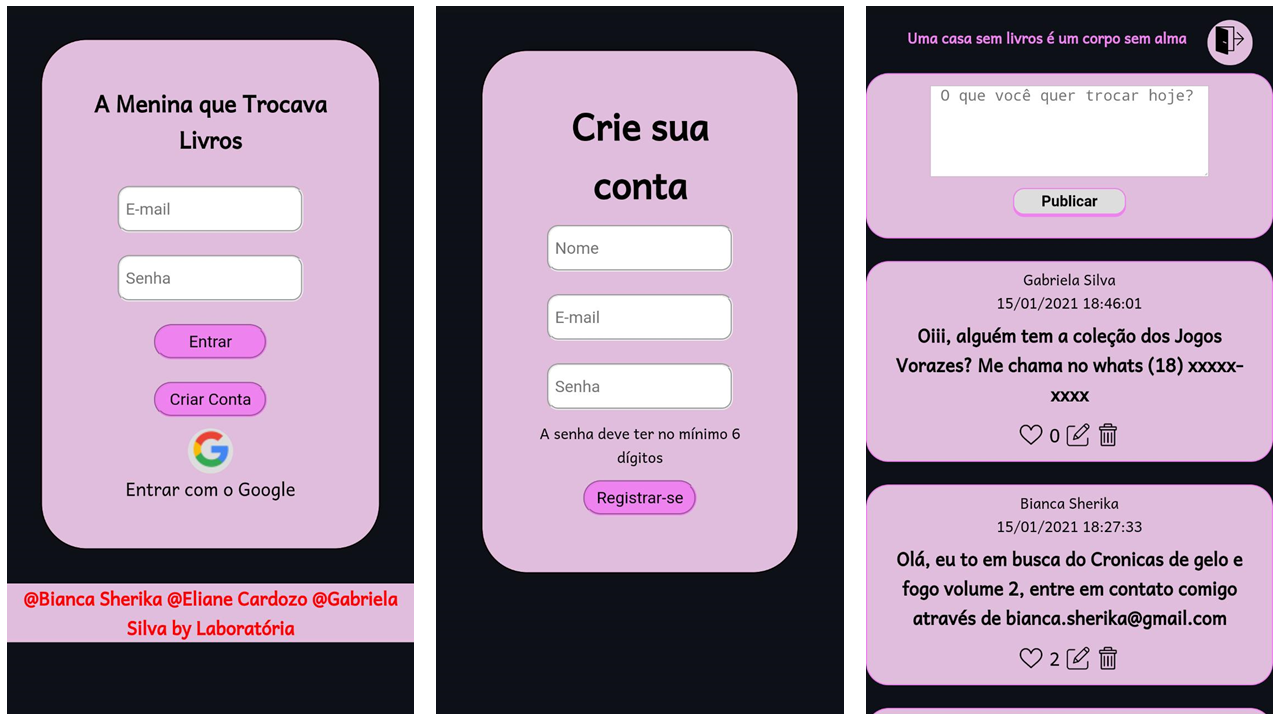 A Menina que Trocava
Livros
E-mail
Senha
Entrar
Criar Conta
Entrar com o Google
@Bianca Sherika @Eliane Cardozo @Gabriela
Silva by Laboratória
Crie sua
conta
Nome
E-mail
Senha
A senha deve ter no mínimo 6
dígitos
Registrar-se
Uma casa sem livros é um corpo sem alma
O que você quer trocar hoje?
Publicar
Gabriela Silva
15/01/2021 18:46:01
Oiii, alguém tem a coleção dos Jogos
Vorazes? Me chama no whats (18) xxxxx-
xxxx
0
Bianca Sherika
15/01/2021 18:27:33
Olá, eu to em busca do Cronicas de gelo e
fogo volume 2, entre em contato comigo
através de bianca.sherika@gmail.com
2